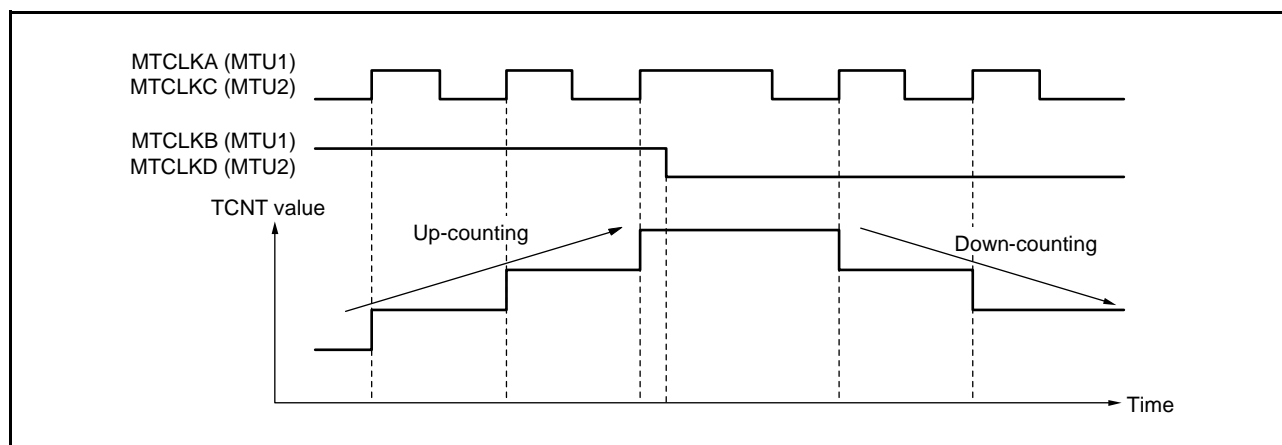 MTCLKA (MTU1)
MTCLKC (MTU2)
MTCLKB (MTU1)
MTCLKD (MTU2)
TCNT value
Up-counting
Down-counting
Time